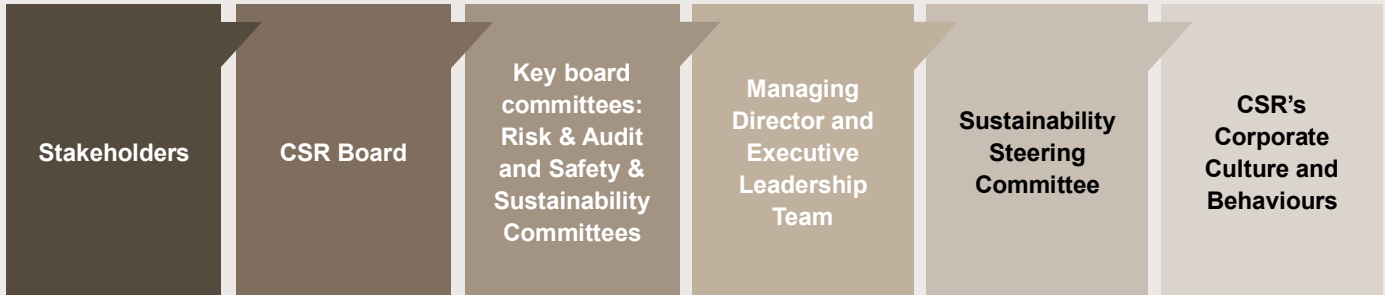 Stakeholders
CSR Board
Key board
committees:
Risk & Audit
and Safety &
Sustainability
Committees
Managing
Director and
Executive
Leadership
Team
Sustainability
Steering
Committee
CSR's
Corporate
Culture and
Behaviours